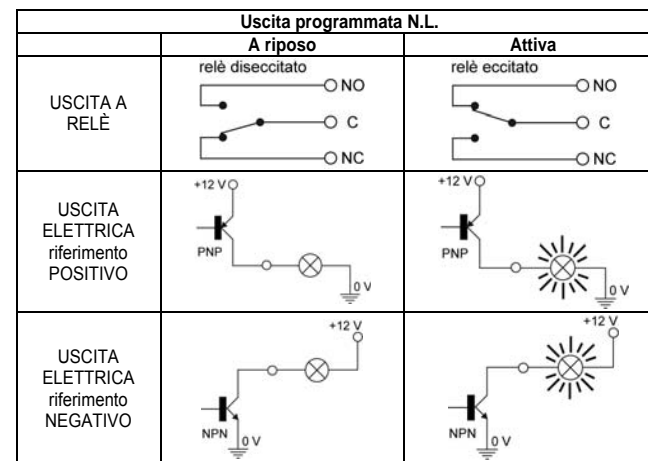 Uscita programmata N.L.
A riposo
Attiva
USCITA A
RELÈ
relè diseccitato
NO
C
NC
relè eccitato
NO
C
NC
USCITA
ELETTRICA
riferimento
POSITIVO
+12 V
PNP
0 V
+12 V
PNP
0 V
USCITA
ELETTRICA
riferimento
NEGATIVO
+12 V
NPN
0 V
+12 V
NPN
0 V